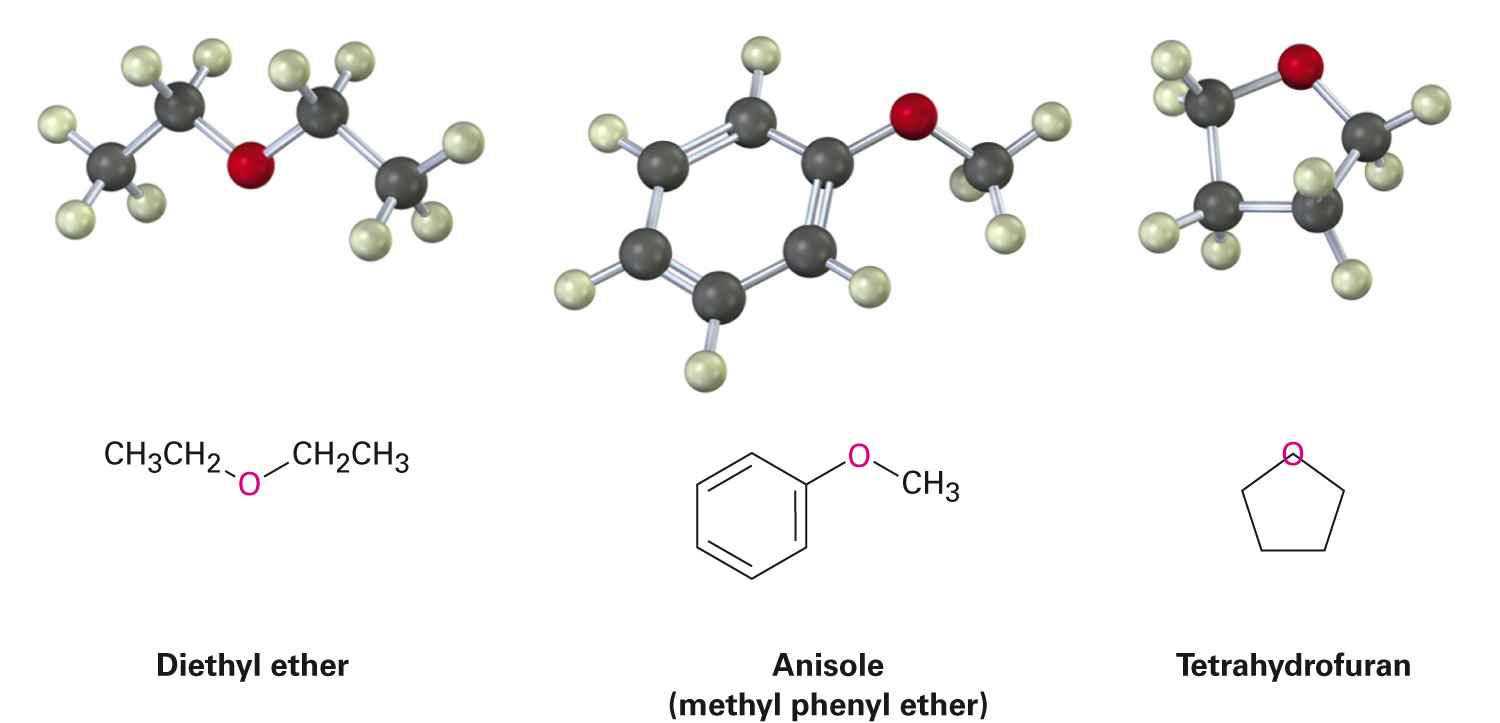 CH3CH2 O CH2CH3
O CH3
O
Diethyl ether
Anisole
(methyl phenyl ether)
Tetrahydrofuran